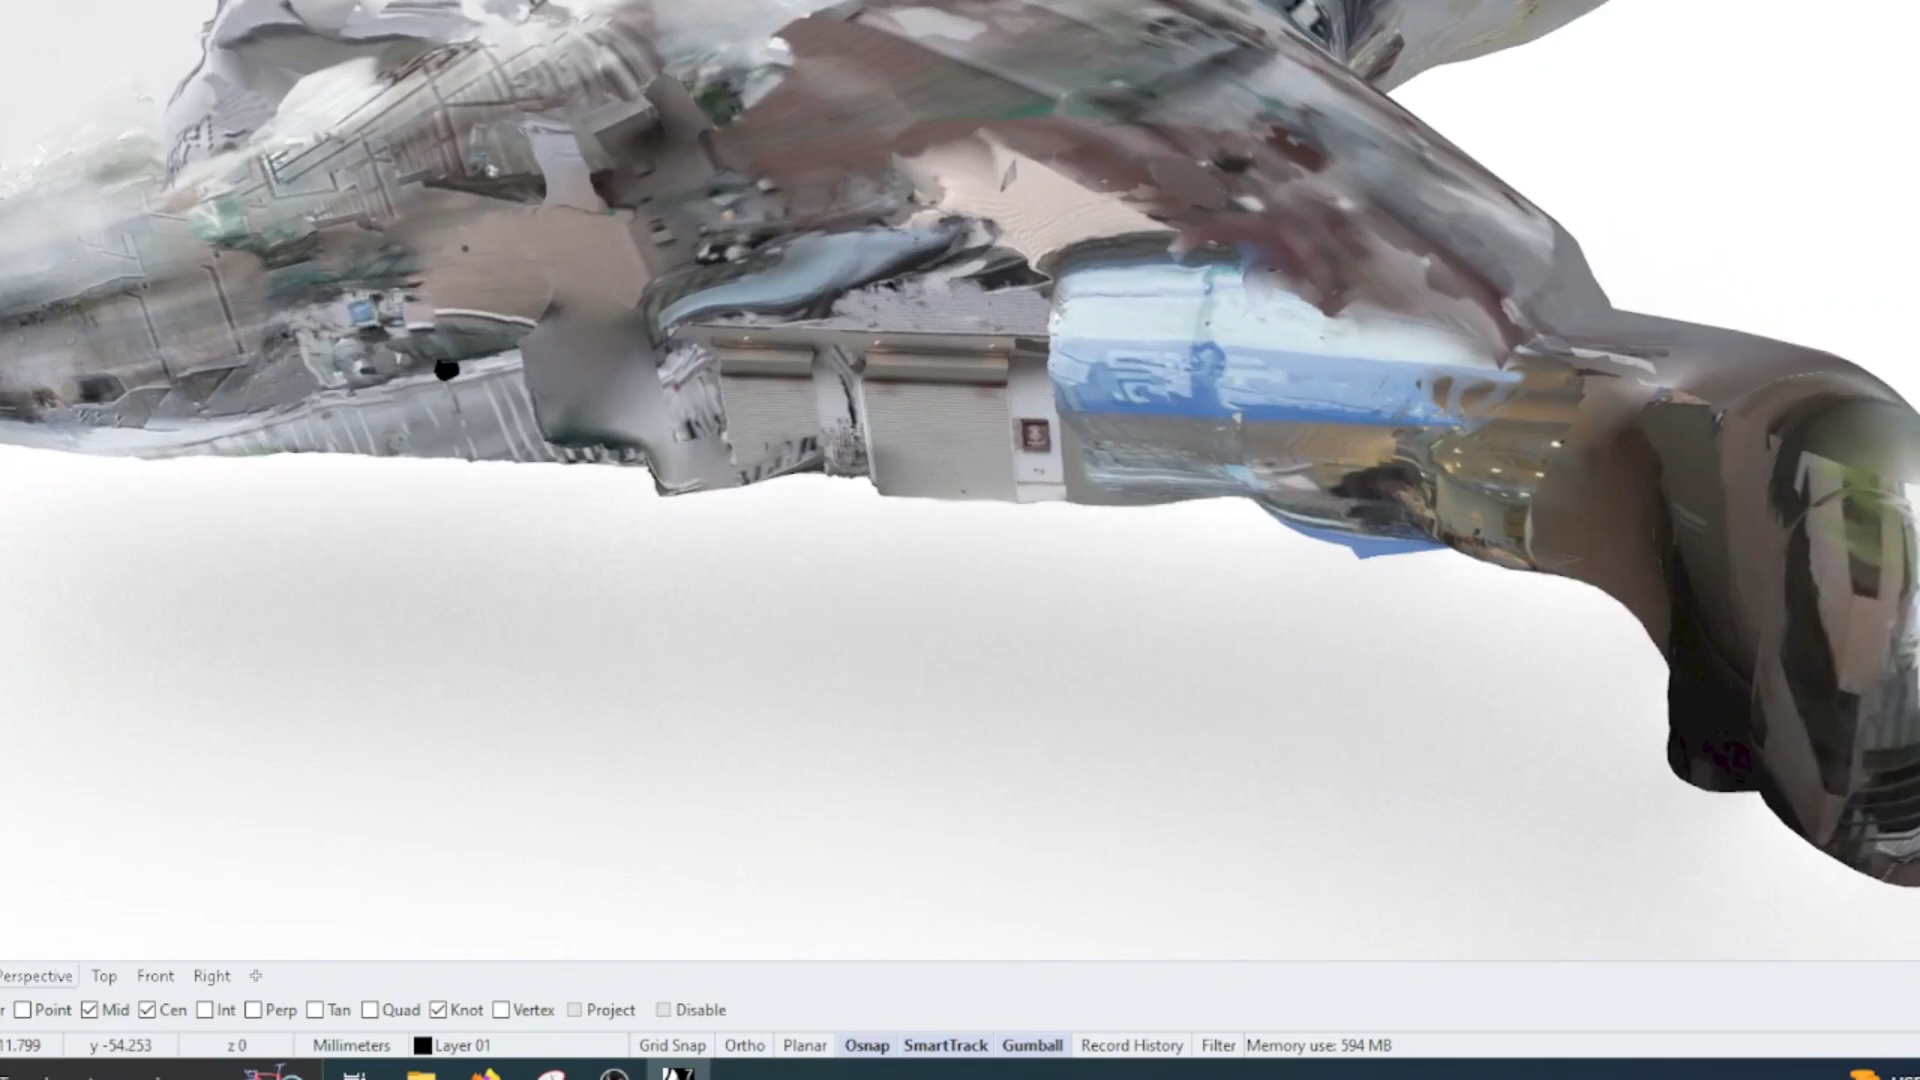 Perspective Top Front Right
Point Mid Cen Int Perp Tan Quad Knot Vertex Project Disable
11.799 y -54.253 z 0 Millimeters Layer 01 Grid Snap Ortho Planar Osnap SmartTrack Gumball Record History Filter Memory use: 594 MB